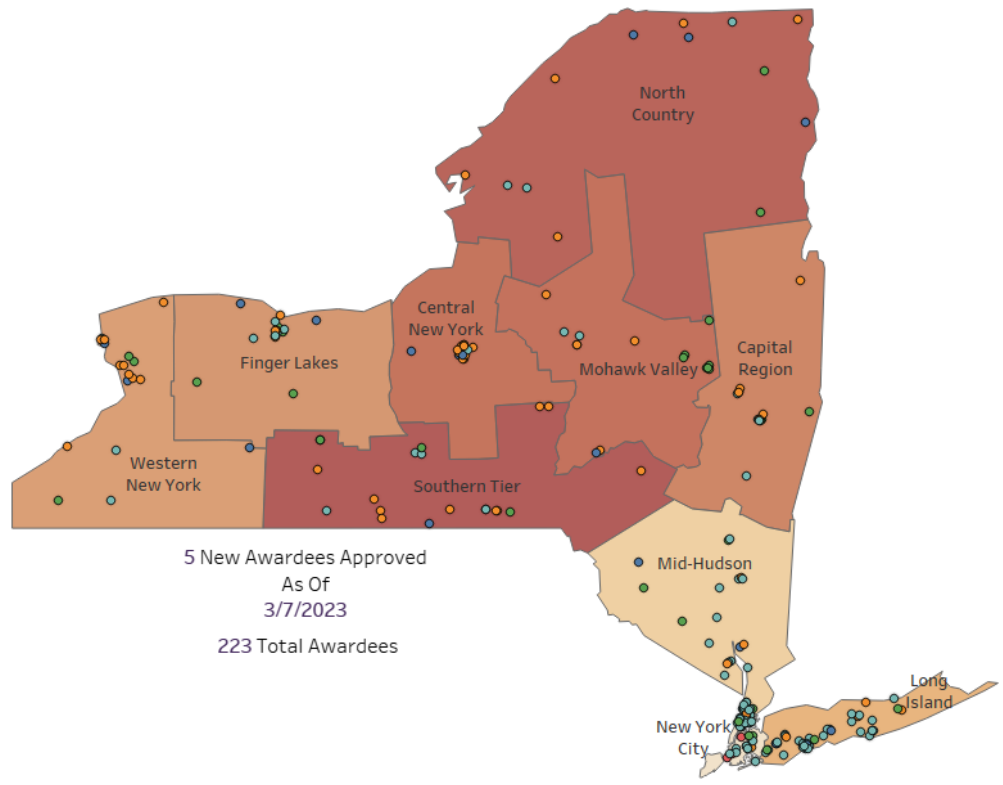 North
Country
Central
New York
Finger Lakes
Mohawk Valley
Capital
Region
Western
New York
Southern Tier
5 New Awardees Approved
As Of
3/7/2023
223 Total Awardees
Mid-Hudson
Long
Island
New York
City